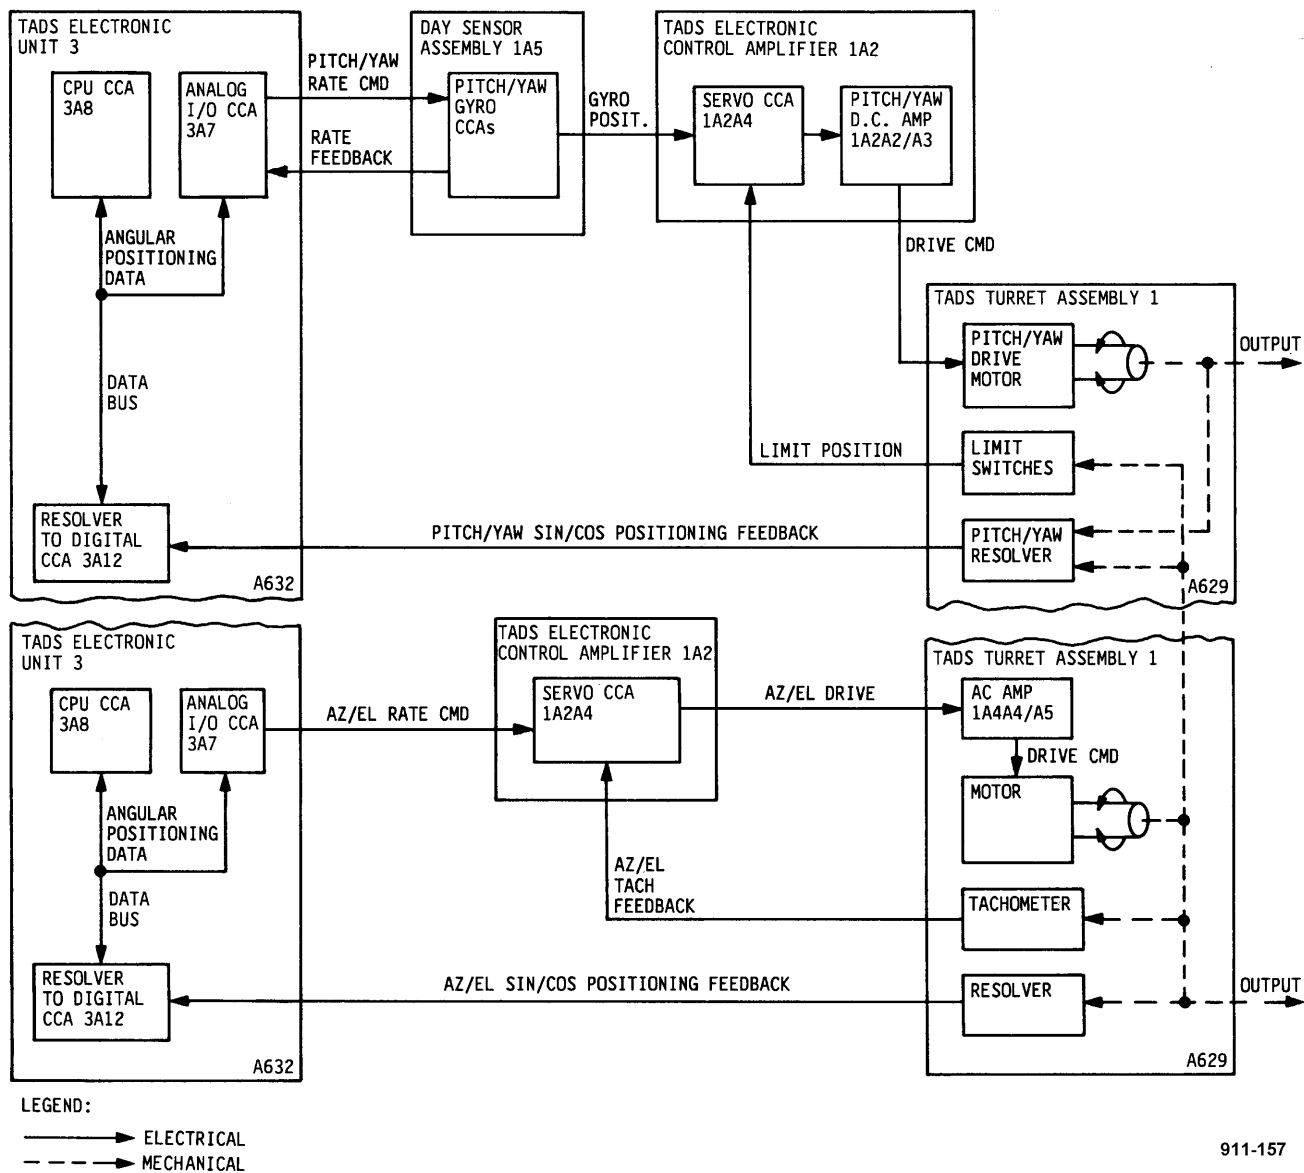 TADS ELECTRONIC
UNIT 3
CPU CCA
3A8
ANALOG
I/O CCA
3A7
PITCH/YAW
RATE CMD
RATE
FEEDBACK
DAY SENSOR
ASSEMBLY 1A5
PITCH/YAW
GYRO
CCAs
GYRO
POSIT.
TADS ELECTRONIC
CONTROL AMPLIFIER 1A2
SERVO CCA
1A2A4
PITCH/YAW
D.C. AMP
1A2A2/A3
ANGULAR
POSITIONING
DATA
DRIVE CMD
TADS TURRET ASSEMBLY 1
PITCH/YAW
DRIVE
MOTOR
OUTPUT
DATA
BUS
LIMIT POSITION
LIMIT
SWITCHES
RESOLVER
TO DIGITAL
CCA 3A12
PITCH/YAW SIN/COS POSITIONING FEEDBACK
PITCH/YAW
RESOLVER
A632
A629
TADS ELECTRONIC
UNIT 3
CPU CCA
3A8
ANALOG
I/O CCA
3A7
AZ/EL RATE CMD
TADS ELECTRONIC
CONTROL AMPLIFIER 1A2
SERVO CCA
1A2A4
AZ/EL DRIVE
TADS TURRET ASSEMBLY 1
AC AMP
1A4A4/A5
DRIVE CMD
MOTOR
ANGULAR
POSITIONING
DATA
AZ/EL
TACH
FEEDBACK
TACHOMETER
DATA
BUS
RESOLVER
TO DIGITAL
CCA 3A12
AZ/EL SIN/COS POSITIONING FEEDBACK
RESOLVER
OUTPUT
A632
A629
LEGEND:
ELECTRICAL
MECHANICAL
911-157